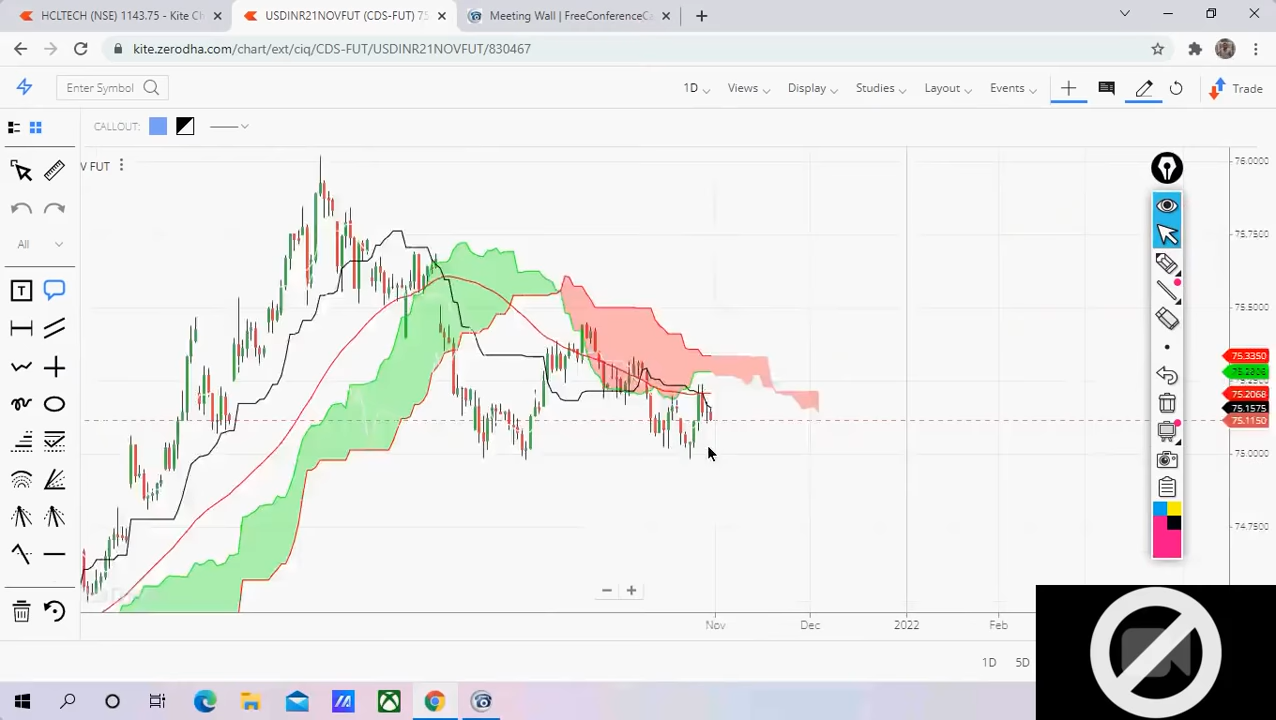 HCLTECH (NSE) 1143.75 - Kite Ch
USDINR21NOVFUT (CDS-FUT) 75
Meeting Wall | FreeConferenceCa
kite.zerodha.com/chart/ext/ciq/CDS-FUT/USDINR21NOVFUT/830467
Enter Symbol
1D
Views
Display
Studies
Layout
Events
Trade
CALLOUT:
V FUT
All
T
76.0000
75.7500
75.5000
75.3350
75.2068
75.1575
75.1150
75.0000
74.7500
Nov
Dec
2022
Feb
1D
5D